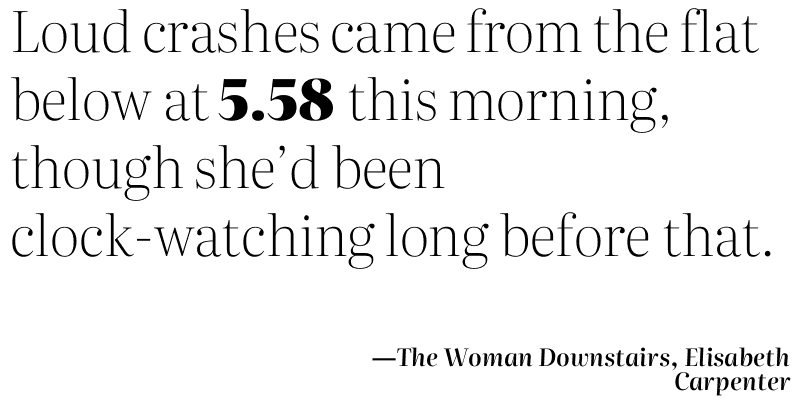 Loud crashes came from the flat
below at 5.58 this morning,
though she’d been
clock-watching long before that.
—The Woman Downstairs, Elisabeth
Carpenter